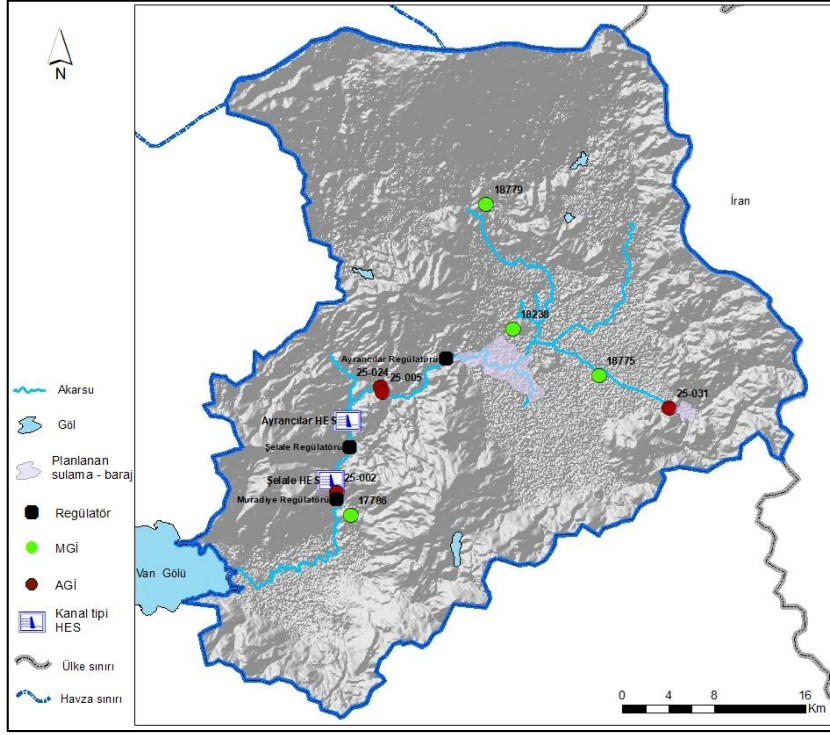 N
18779
İran
18238
Ayrancılar Regülatörü
18775
25-024
25-005
25-031
Ayrancılar HES
Şelale Regülatörü
Şelale HES
25-002
Muradiye Regülatörü
17786
Van Gölü
Akarsu
Göl
Planlanan
sulama - baraj
Regülatör
MGİ
AGİ
Kanal tipi
HES
Ülke sınırı
Havza sınırı
0 4 8 16
Km